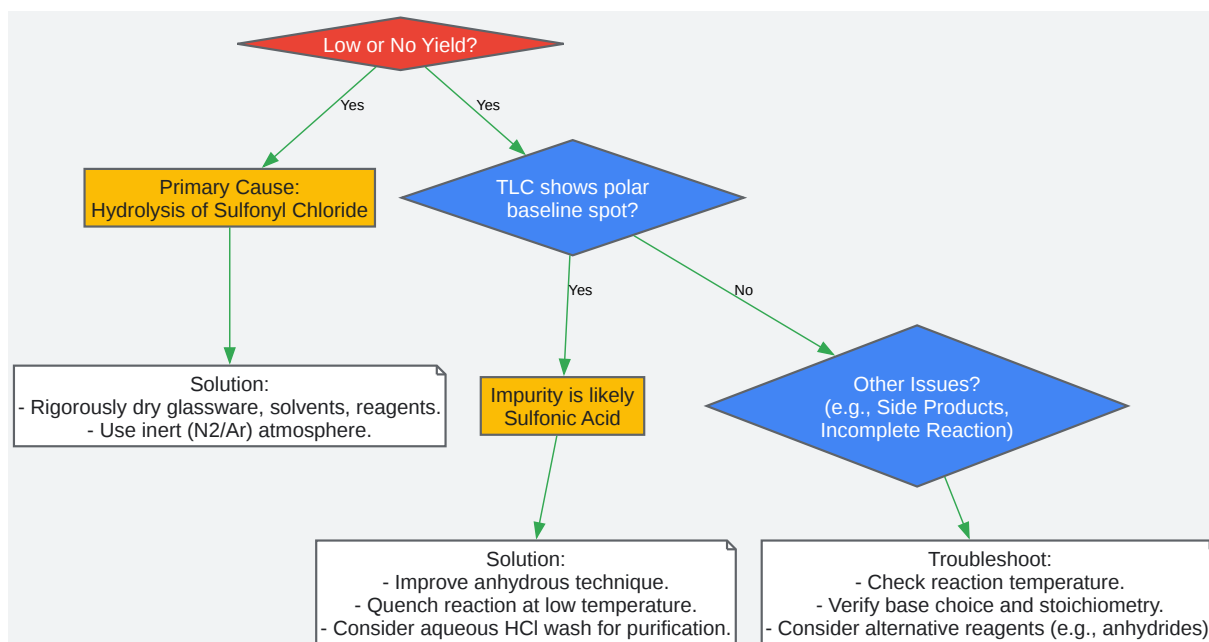 Low or No Yield?
Yes
Yes
Primary Cause:
Hydrolysis of Sulfonyl Chloride
TLC shows polar
baseline spot?
Yes
No
Solution:
- Rigorously dry glassware, solvents, reagents.
- Use inert (N2/Ar) atmosphere.
Impurity is likely
Sulfonic Acid
Other Issues?
(e.g., Side Products,
Incomplete Reaction)
Solution:
- Improve anhydrous technique.
- Quench reaction at low temperature.
- Consider aqueous HCl wash for purification.
Troubleshoot:
- Check reaction temperature.
- Verify base choice and stoichiometry.
- Consider alternative reagents (e.g., anhydrides)